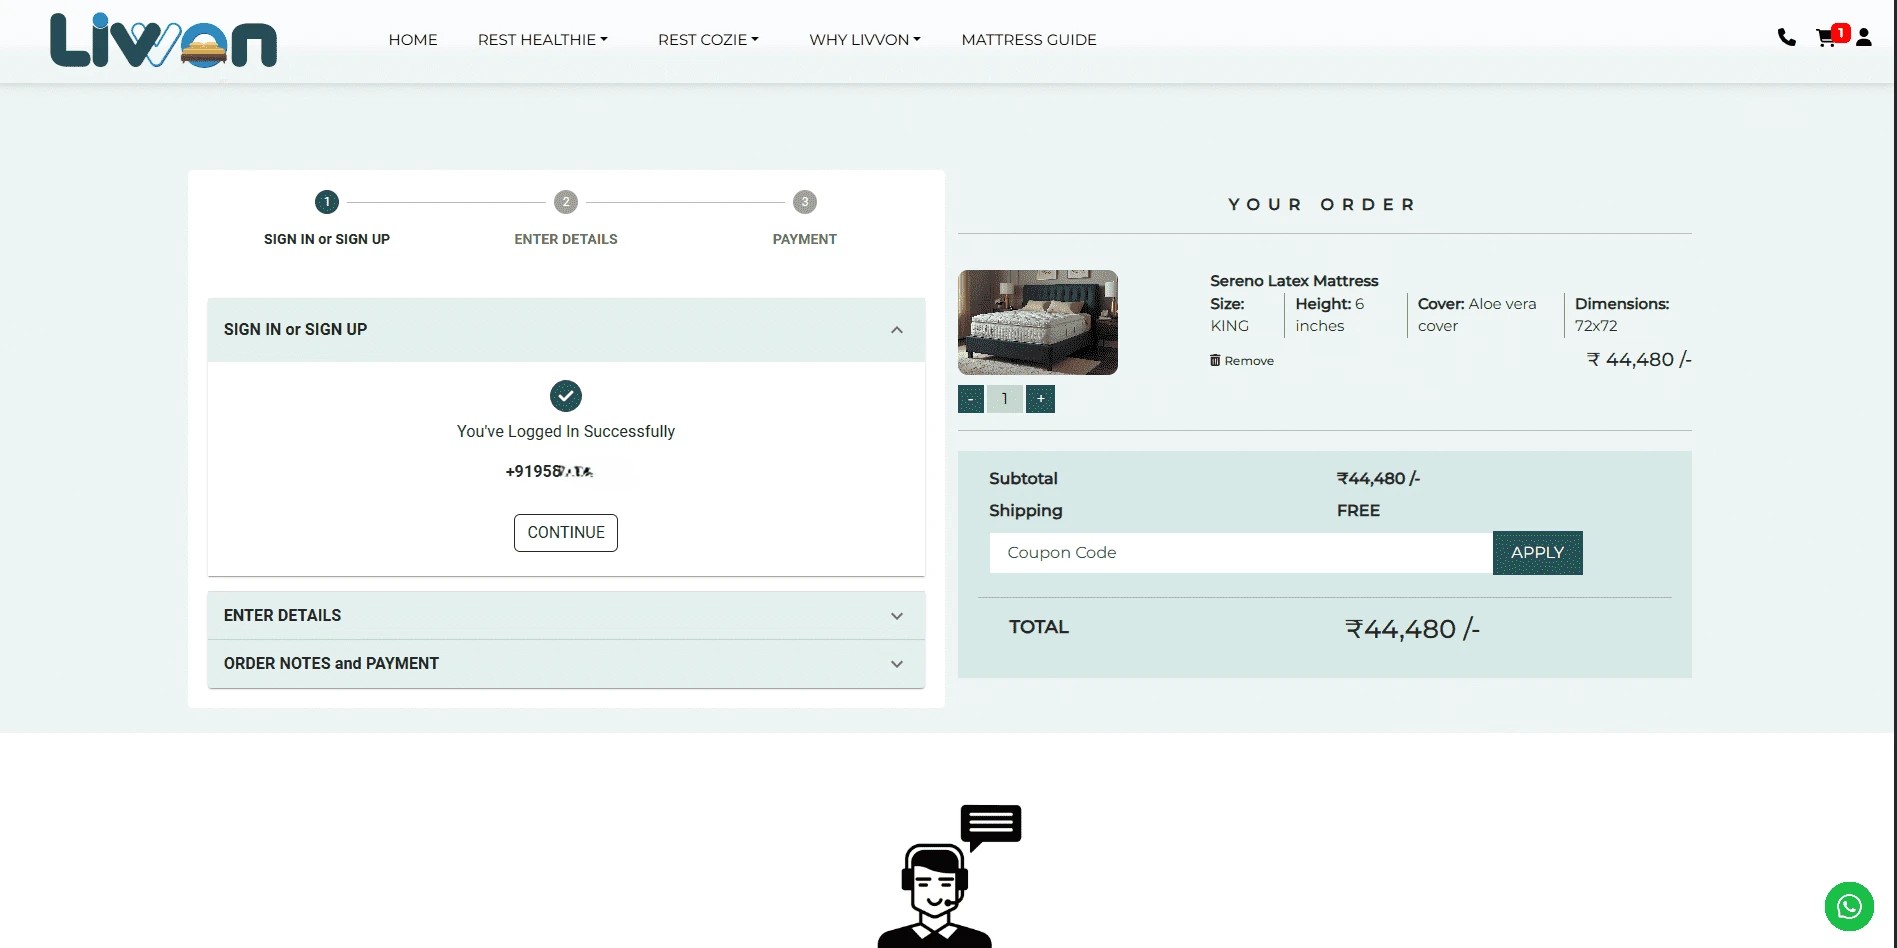 Livvon
HOME REST HEALTHIE REST COZIE WHY LIVVON MATTRESS GUIDE
1
1 2 3
SIGN IN or SIGN UP ENTER DETAILS PAYMENT
SIGN IN or SIGN UP
You've Logged In Successfully
+91958
CONTINUE
ENTER DETAILS
ORDER NOTES and PAYMENT
YOUR ORDER
Sereno Latex Mattress
Size: Height: 6 Cover: Aloe vera Dimensions:
KING inches cover 72x72
Remove ₹ 44,480 /-
- 1 +
Subtotal ₹44,480 /-
Shipping FREE
Coupon Code APPLY
TOTAL ₹44,480 /-